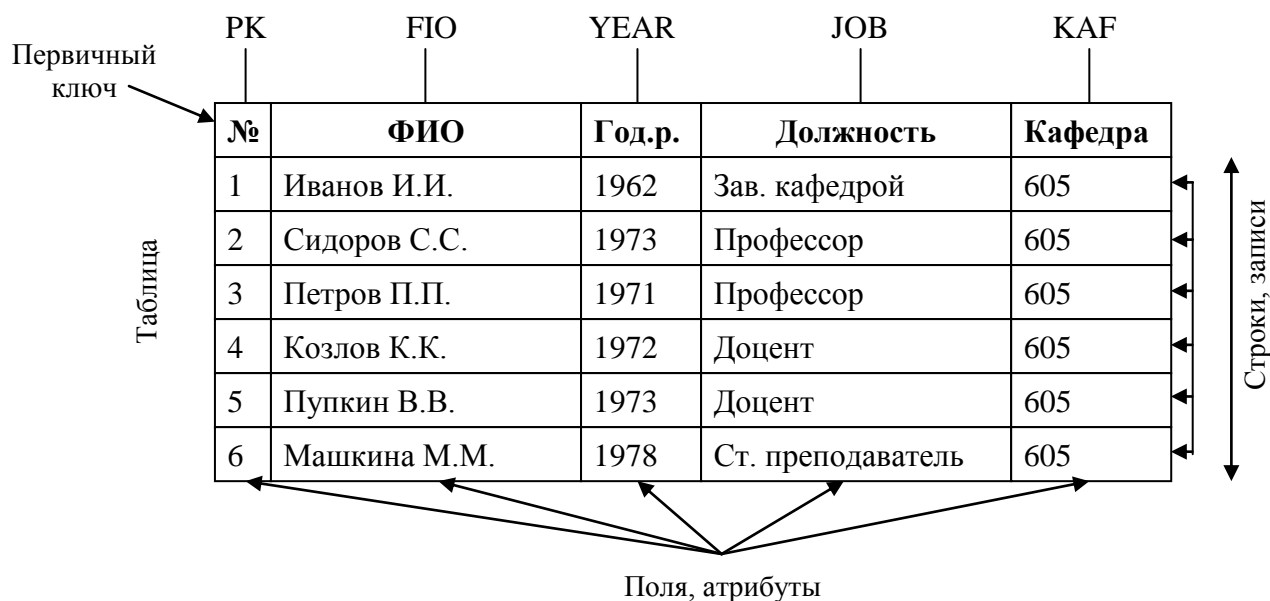 PK FIO YEAR JOB KAF
Первичный
ключ
№ ФИО Год.р. Должность Кафедра
1 Иванов И.И. 1962 Зав. кафедрой 605
2 Сидоров С.С. 1973 Профессор 605
3 Петров П.П. 1971 Профессор 605
4 Козлов К.К. 1972 Доцент 605
5 Пупкин В.В. 1973 Доцент 605
6 Машкина М.М. 1978 Ст. преподаватель 605
Таблица
Строки, записи
Поля, атрибуты